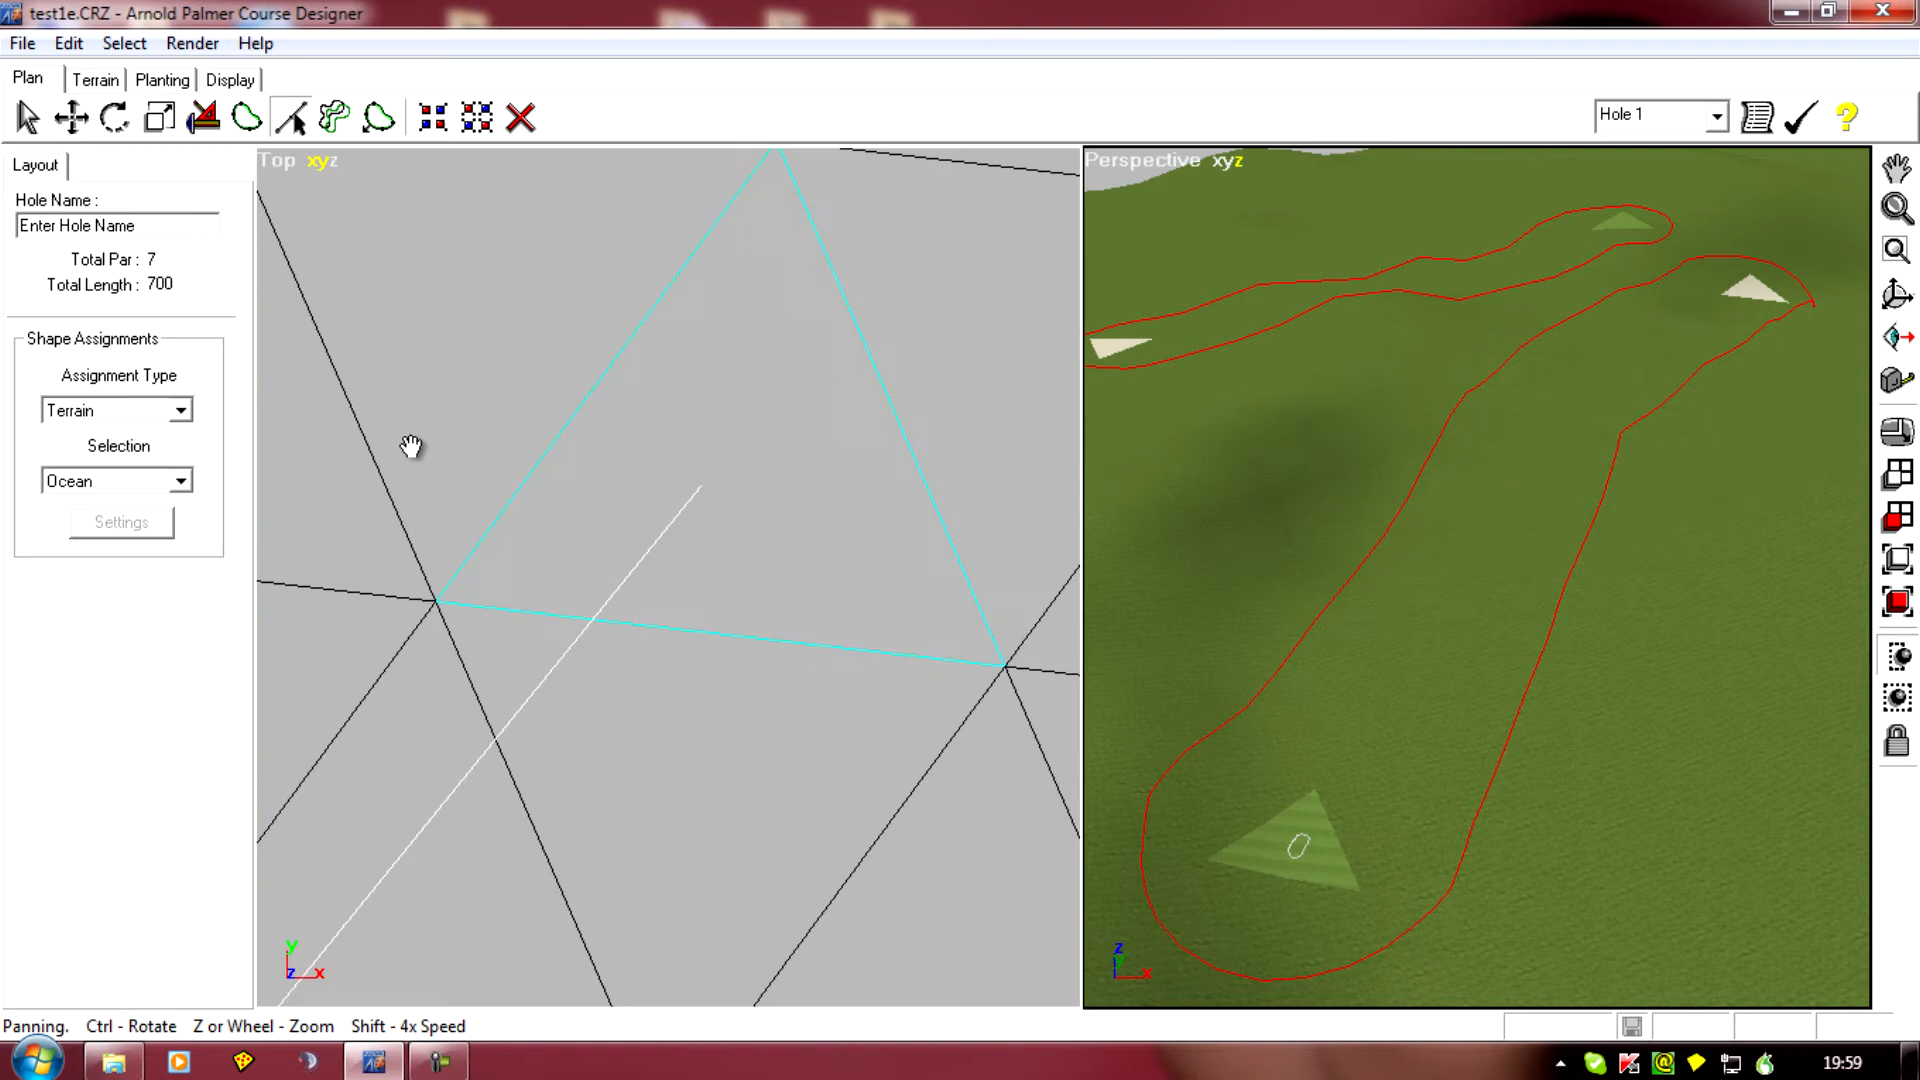 test1e.CRZ - Arnold Palmer Course Designer
File Edit Select Render Help
Plan Terrain Planting Display
Hole 1
Layout
Hole Name :
Enter Hole Name
Total Par : 7
Total Length : 700
Shape Assignments
Assignment Type
Terrain
Selection
Ocean
Settings
Top xyz
Perspective xyz
y
z x
z
y
x
Panning. Ctrl - Rotate Z or Wheel - Zoom Shift - 4x Speed
19:59